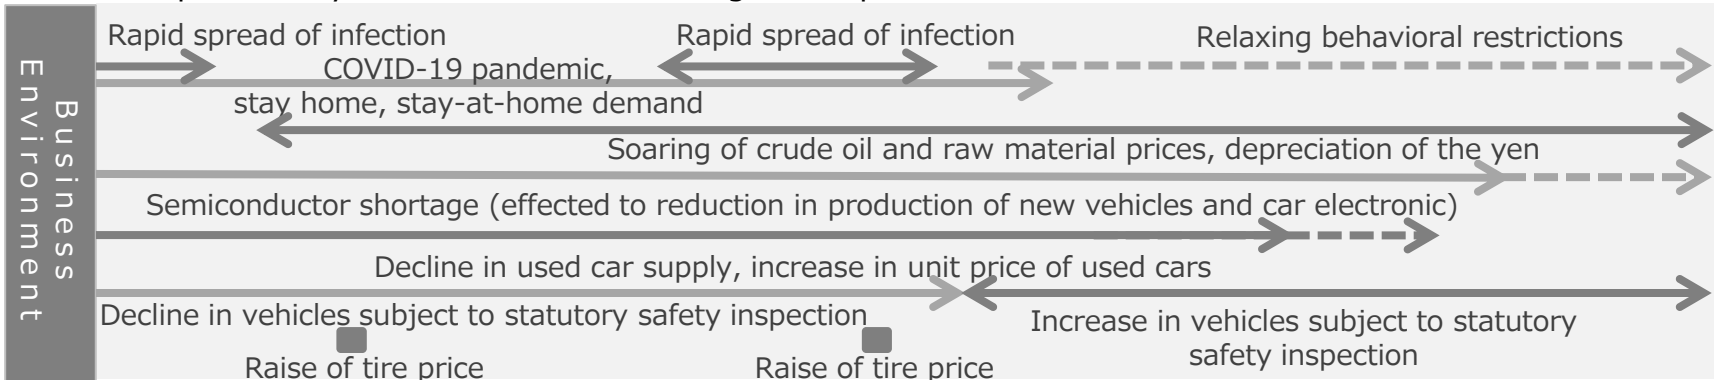 Business
Environment
Rapid spread of infection
Rapid spread of infection
Relaxing behavioral restrictions
COVID-19 pandemic,
stay home, stay-at-home demand
Soaring of crude oil and raw material prices, depreciation of the yen
Semiconductor shortage (effected to reduction in production of new vehicles and car electronic)
Decline in used car supply, increase in unit price of used cars
Decline in vehicles subject to statutory safety inspection
Increase in vehicles subject to statutory
safety inspection
Raise of tire price
Raise of tire price